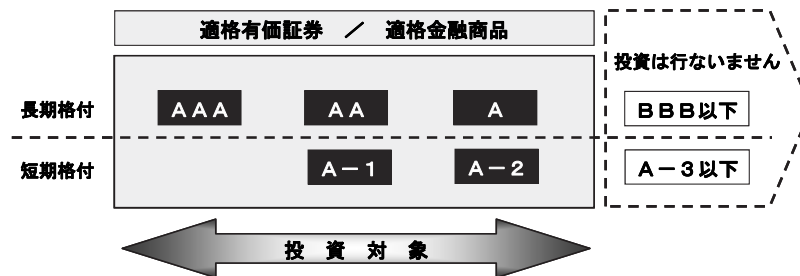 適格有価証券 / 適格金融商品
投資は行ないません
長期格付 AAA AA A BBB以下
短期格付 A-1 A-2 A-3以下
投資対象